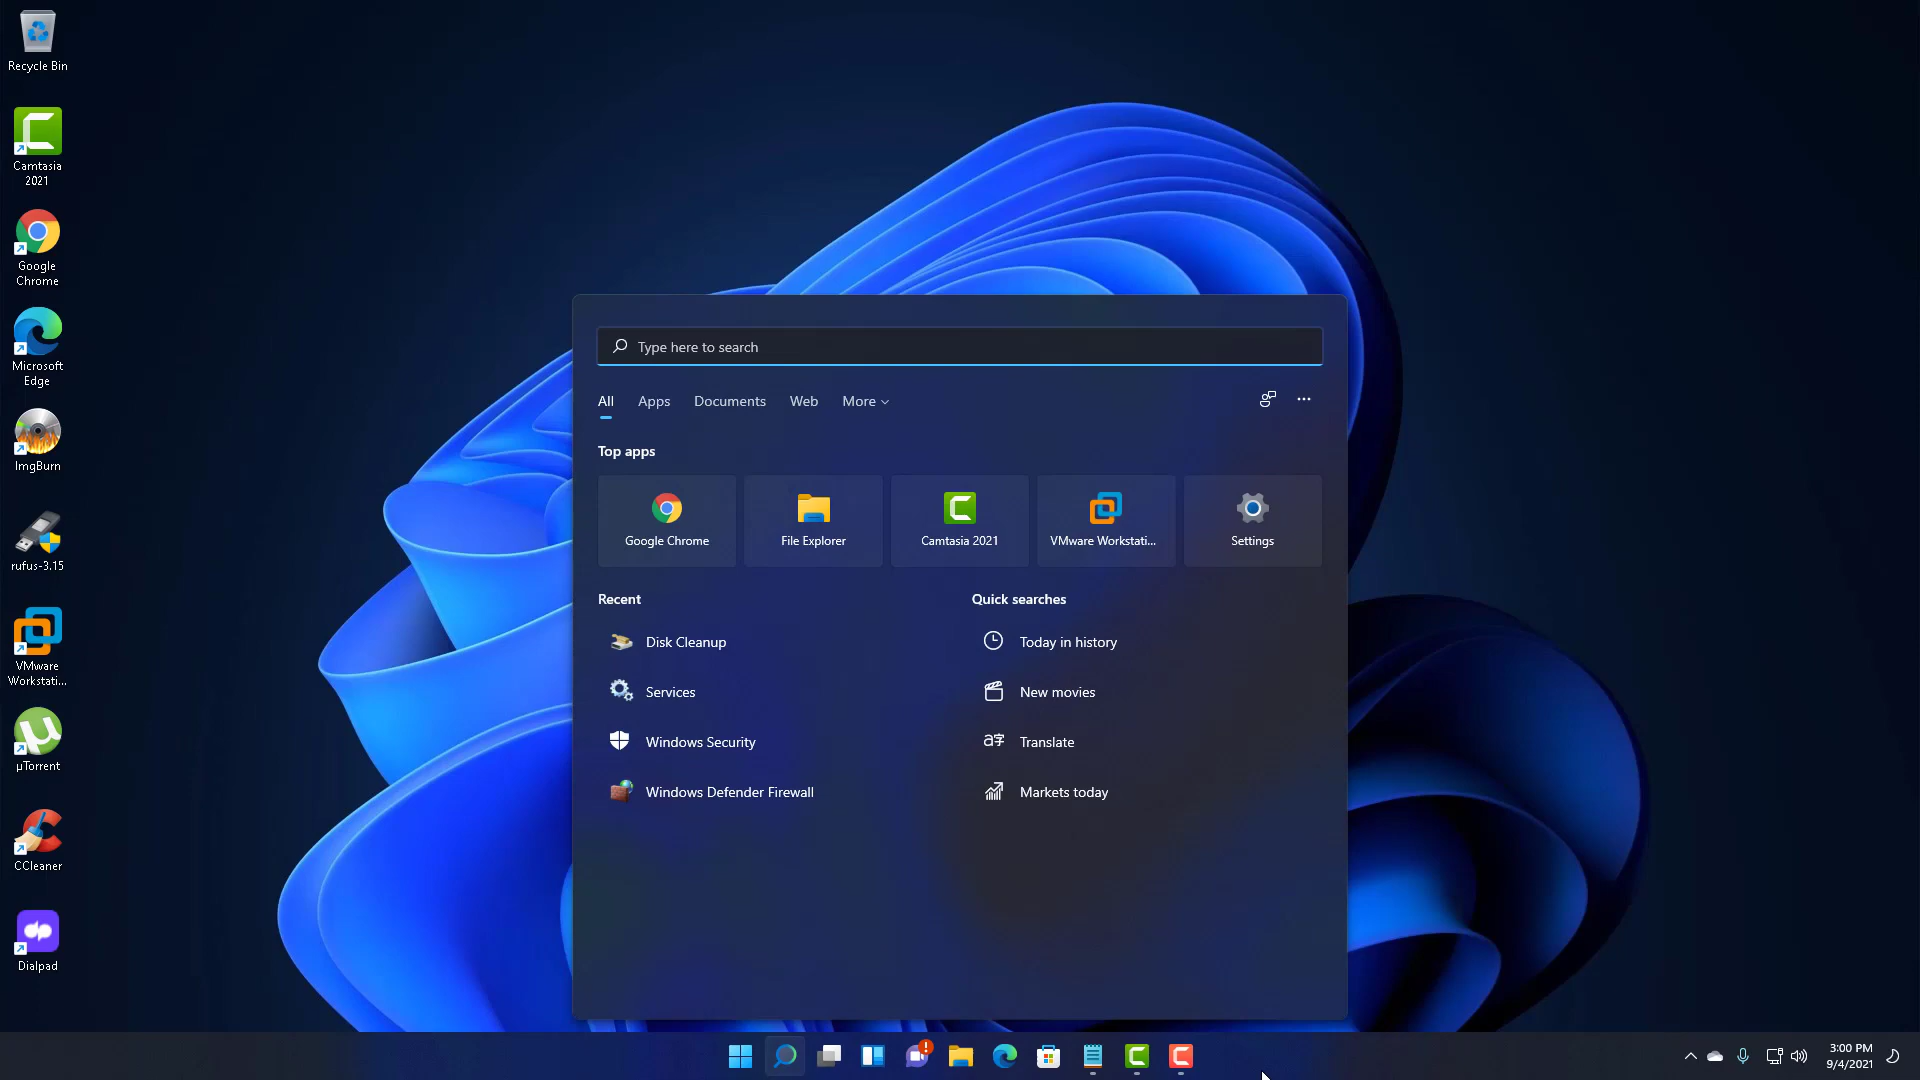 Recycle Bin
Camtasia
2021
Google
Chrome
Microsoft
Edge
ImgBurn
rufus-3.15
VMware
Workstati...
µTorrent
CCleaner
Dialpad
Type here to search
All Apps Documents Web More
Top apps
Google Chrome File Explorer Camtasia 2021 VMware Workstati... Settings
Recent
Disk Cleanup
Services
Windows Security
Windows Defender Firewall
Quick searches
Today in history
New movies
Translate
Markets today
3:00 PM
9/4/2021